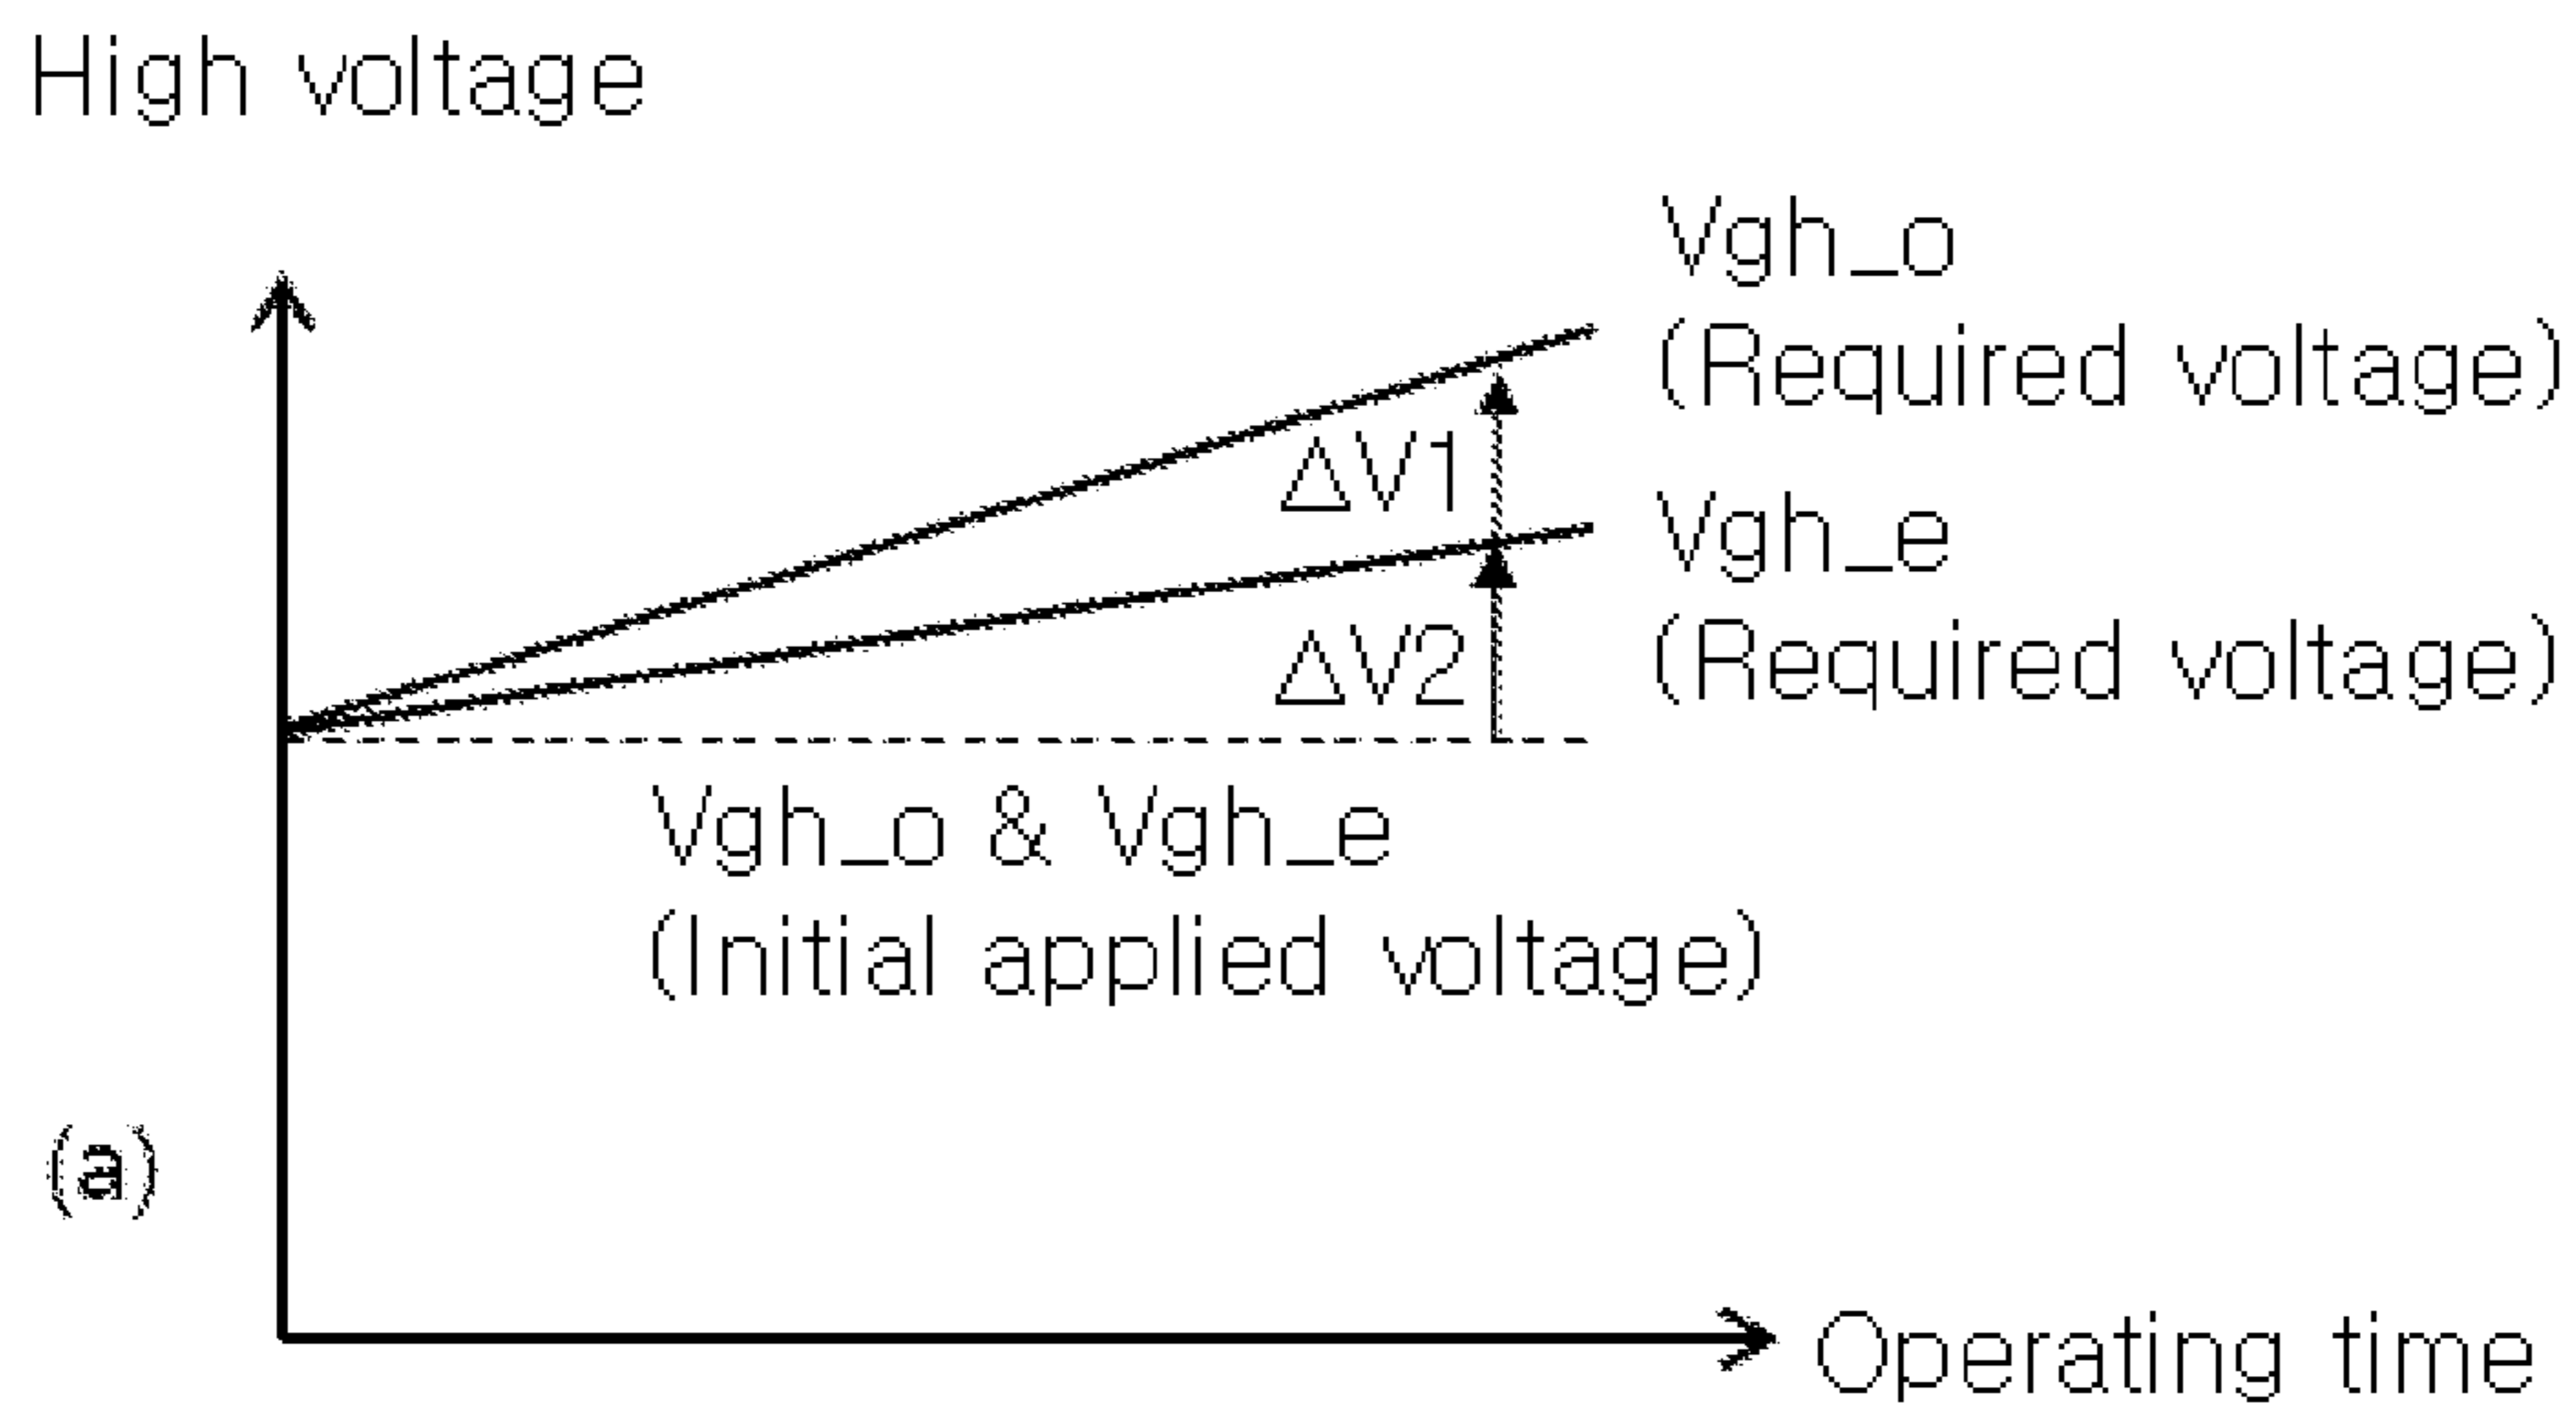 High voltage
Vgh_o
(Required voltage)
ΔV1
Vgh_e
(Required voltage)
ΔV2
Vgh_o & Vgh_e
(Initial applied voltage)
(a)
Operating time